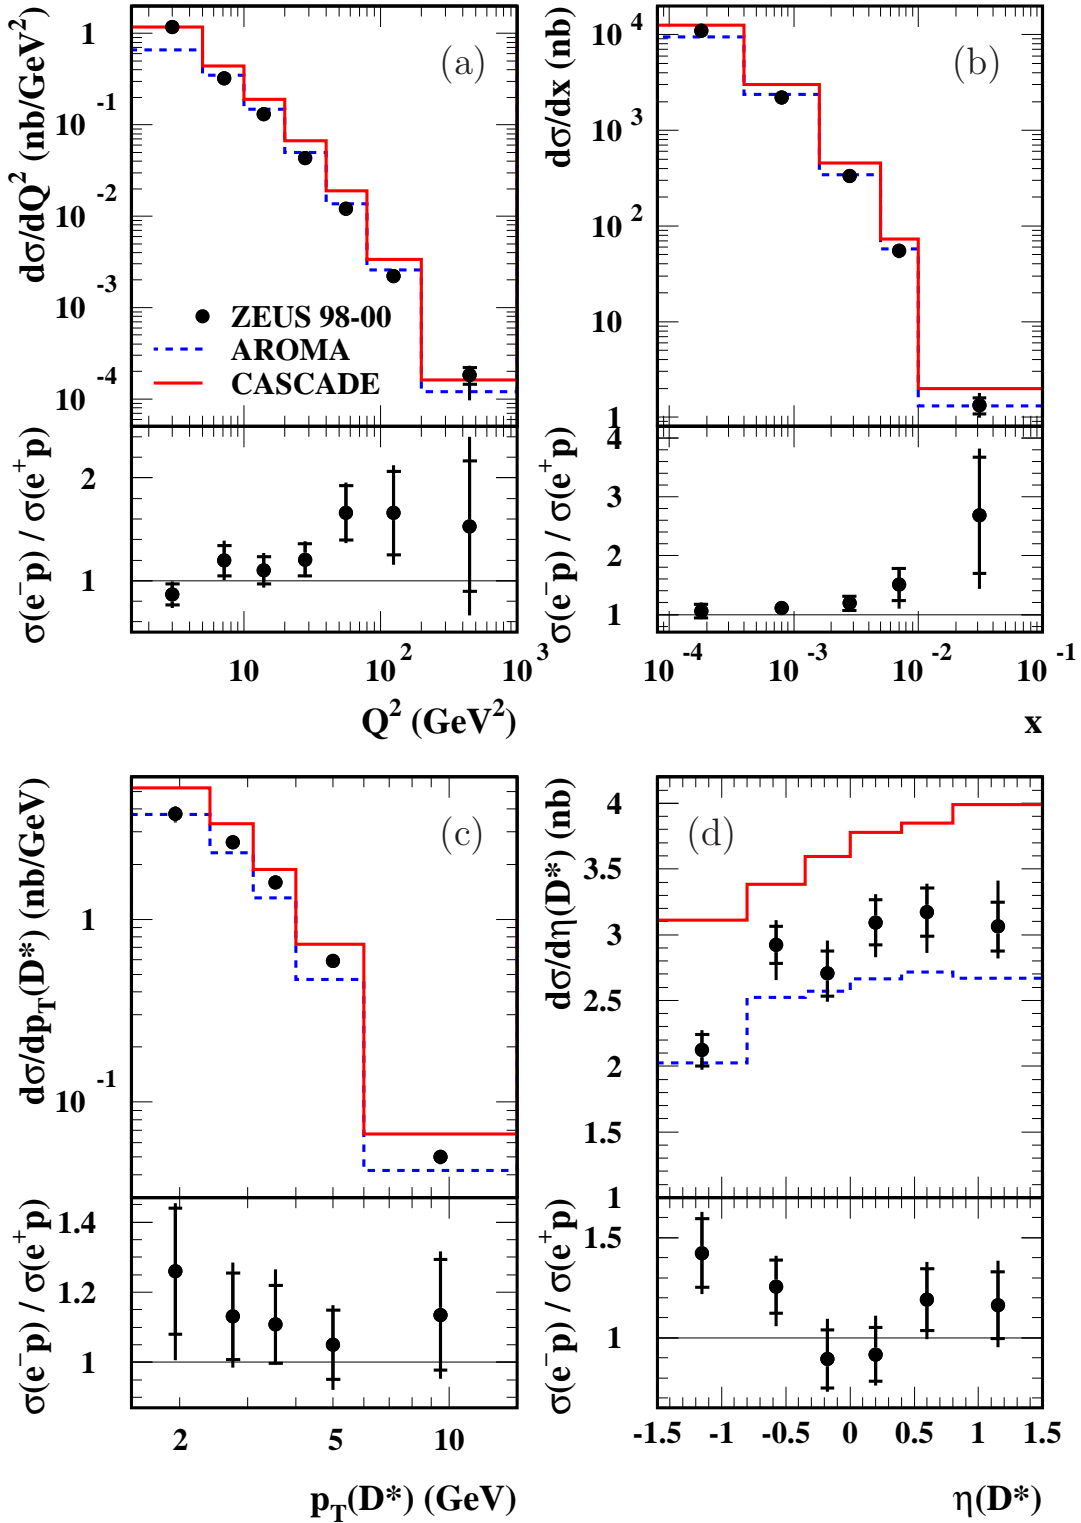 dσ/dQ² (nb/GeV²)
1
10⁻¹
10⁻²
10⁻³
10⁻⁴
(a)
ZEUS 98-00
AROMA
CASCADE
σ(e⁻p) / σ(e⁺p)
2
1
10
10²
10³
Q² (GeV²)
dσ/dx (nb)
10⁴
10³
10²
10
1
(b)
σ(e⁻p) / σ(e⁺p)
4
3
2
1
10⁻⁴
10⁻³
10⁻²
10⁻¹
x
dσ/dp_T(D*) (nb/GeV)
1
10⁻¹
(c)
σ(e⁻p) / σ(e⁺p)
1.4
1.2
1
2
5
10
p_T(D*) (GeV)
dσ/dη(D*) (nb)
4
3.5
3
2.5
2
1.5
1
(d)
σ(e⁻p) / σ(e⁺p)
1.5
1
-1.5
-1
-0.5
0
0.5
1
1.5
η(D*)